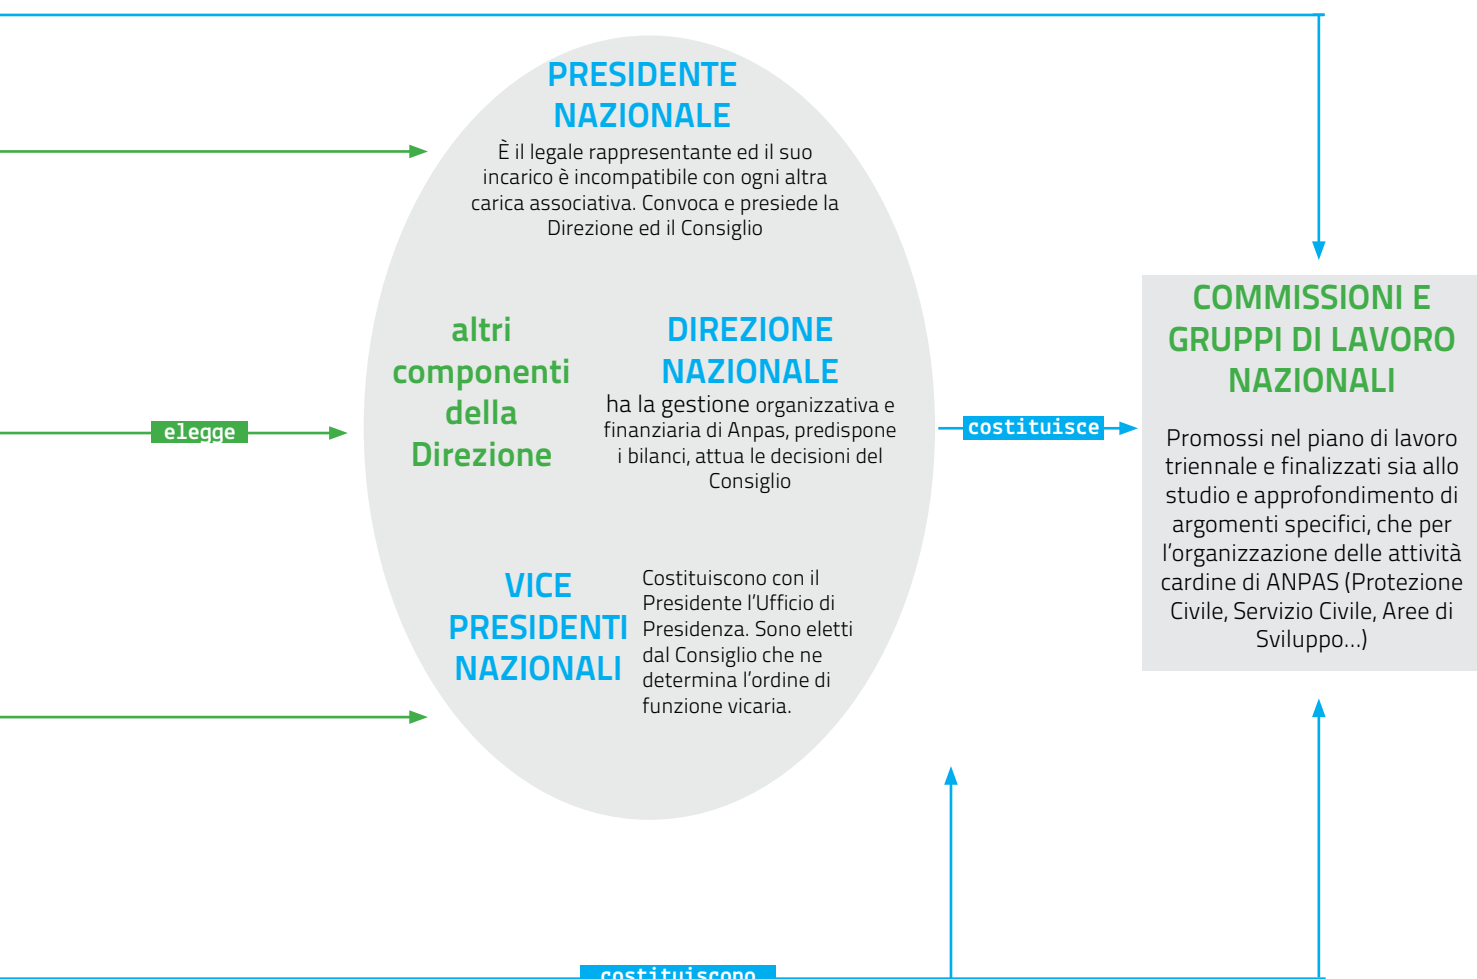 PRESIDENTE
NAZIONALE
È il legale rappresentante ed il suo
incarico è incompatibile con ogni altra
carica associativa. Convoca e presiede la
Direzione ed il Consiglio
elegge
altri
componenti
della
Direzione
DIREZIONE
NAZIONALE
ha la gestione organizzativa e
finanziaria di Anpas, predispone
i bilanci, attua le decisioni del
Consiglio
VICE
PRESIDENTI
NAZIONALI
Costituiscono con il
Presidente l'Ufficio di
Presidenza. Sono eletti
dal Consiglio che ne
determina l'ordine di
funzione vicaria.
costituisce
COMMISSIONI E
GRUPPI DI LAVORO
NAZIONALI
Promossi nel piano di lavoro
triennale e finalizzati sia allo
studio e approfondimento di
argomenti specifici, che per
l'organizzazione delle attività
cardine di ANPAS (Protezione
Civile, Servizio Civile, Aree di
Sviluppo...)
costituiscono